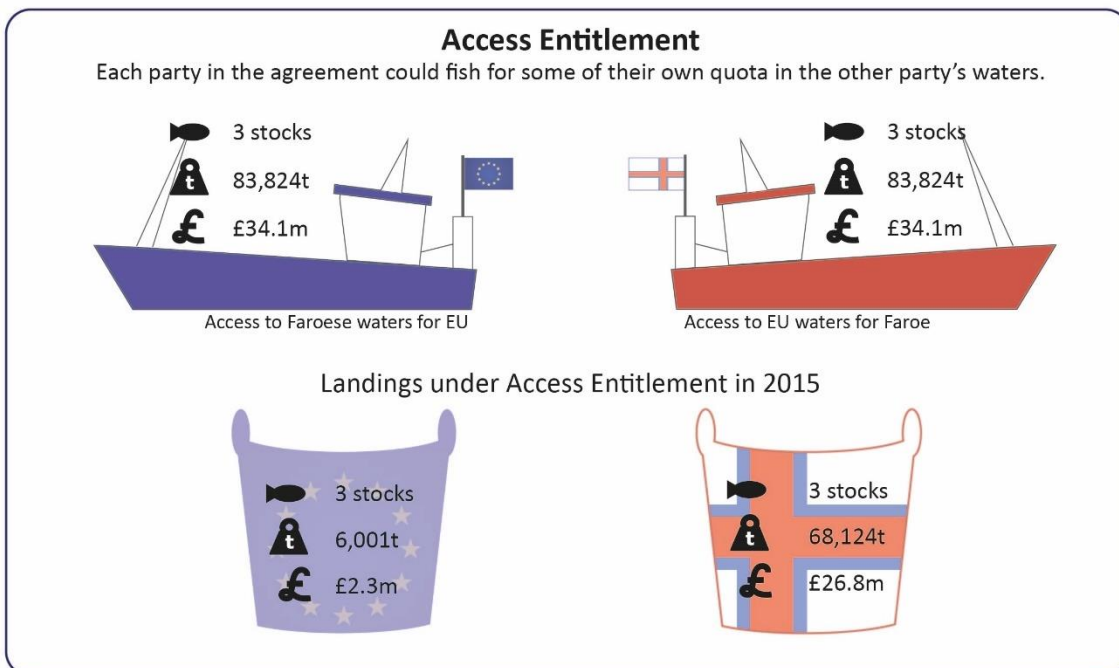 Access Entitlement
Each party in the agreement could fish for some of their own quota in the other party's waters.
3 stocks
t 83,824t
£ £34.1m
Access to Faroese waters for EU
3 stocks
t 83,824t
£ £34.1m
Access to EU waters for Faroe
Landings under Access Entitlement in 2015
3 stocks
t 6,001t
£ £2.3m
3 stocks
t 68,124t
£ £26.8m